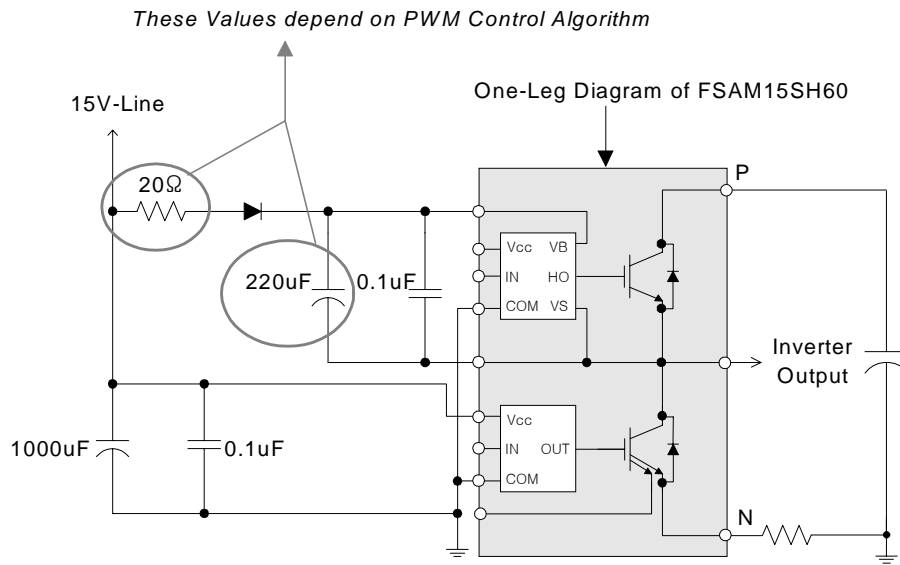 These Values depend on PWM Control Algorithm
15V-Line
One-Leg Diagram of FSAM15SH60
P
20Ω
Vcc VB
220uF 0.1uF
IN HO
COM VS
Inverter
Output
Vcc
1000uF 0.1uF
IN OUT
COM
N